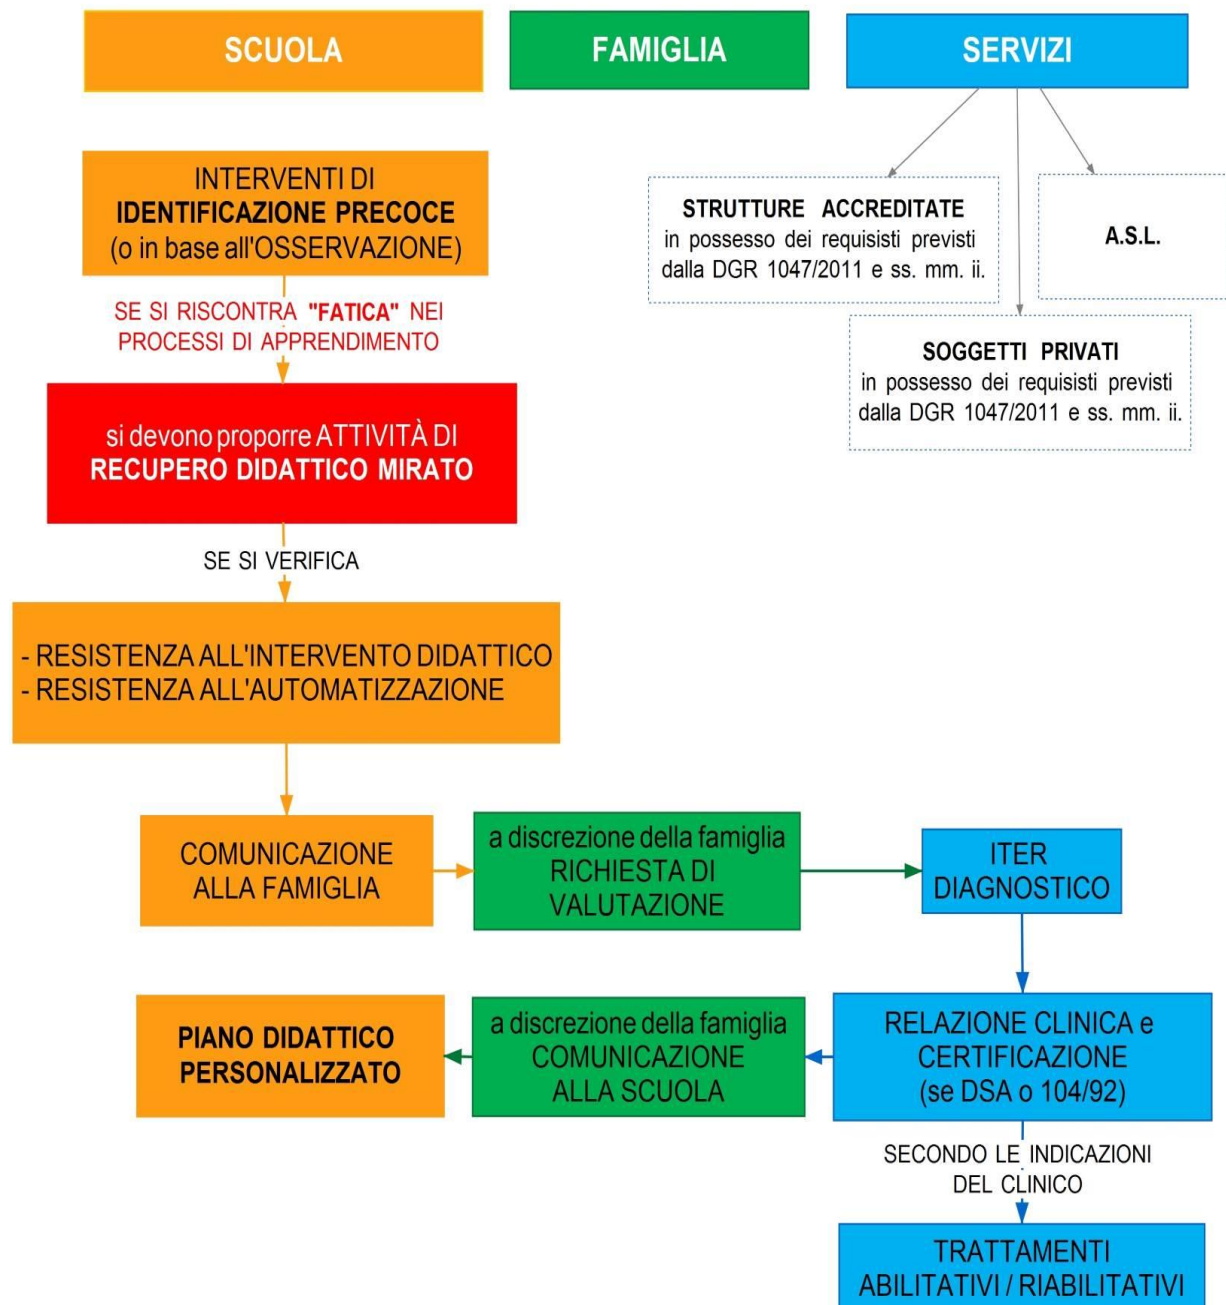 SCUOLA
FAMIGLIA
SERVIZI
INTERVENTI DI
IDENTIFICAZIONE PRECOCE
(o in base all'OSSERVAZIONE)
STRUTTURE ACCREDITATE
in possesso dei requisisti previsti
dalla DGR 1047/2011 e ss. mm. ii.
A.S.L.
SE SI RISCONTRA "FATICA" NEI
PROCESSI DI APPRENDIMENTO
SOGGETTI PRIVATI
in possesso dei requisisti previsti
dalla DGR 1047/2011 e ss. mm. ii.
si devono proporre ATTIVITÀ DI
RECUPERO DIDATTICO MIRATO
SE SI VERIFICA
- RESISTENZA ALL'INTERVENTO DIDATTICO
- RESISTENZA ALL'AUTOMATIZZAZIONE
COMUNICAZIONE
ALLA FAMIGLIA
a discrezione della famiglia
RICHIESTA DI
VALUTAZIONE
ITER
DIAGNOSTICO
PIANO DIDATTICO
PERSONALIZZATO
a discrezione della famiglia
COMUNICAZIONE
ALLA SCUOLA
RELAZIONE CLINICA e
CERTIFICAZIONE
(se DSA o 104/92)
SECONDO LE INDICAZIONI
DEL CLINICO
TRATTAMENTI
ABILITATIVI / RIABILITATIVI